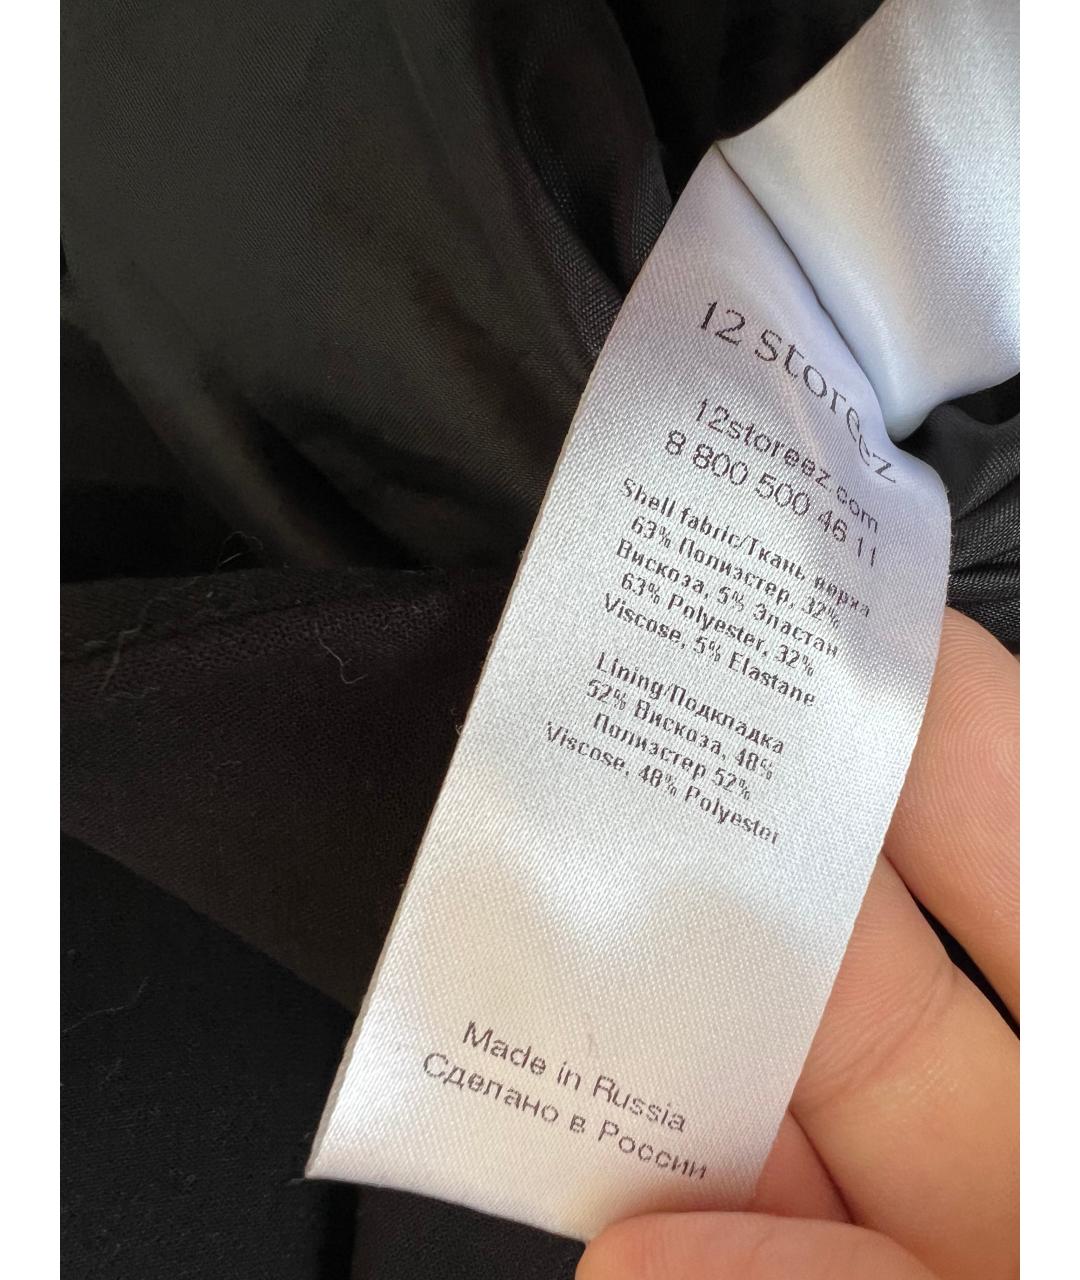 12 storeez
12storeez.com
8 800 500 46 11
Shell fabric/Ткань верха
63% Полиэстер, 32%
Вискоза, 5% Эластан
63% Polyester, 32%
Viscose, 5% Elastane
Lining/Подкладка
52% Вискоза, 48%
Полиэстер 52%
Viscose, 48% Polyester
Made in Russia
Сделано в России